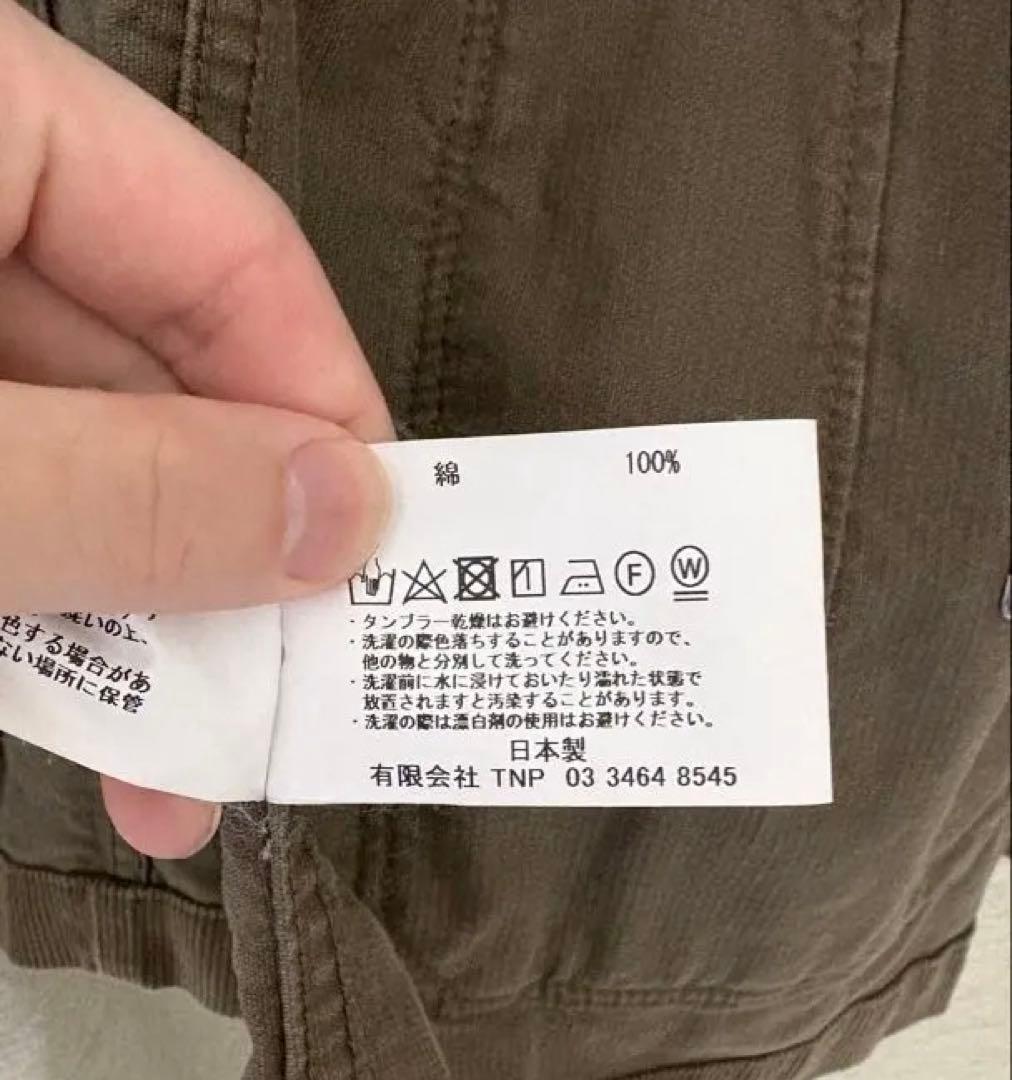 違いの上、
色する場合があ
ない場所に保管
綿 100%
F W
・タンブラー乾燥はお避けください。
・洗濯の際色落ちすることがありますので、
他の物と分別して洗ってください。
・洗濯前に水に浸けておいたり濡れた状態で
放置されますと汚染することがあります。
・洗濯の際は漂白剤の使用はお避けください。
日本製
有限会社 TNP 03 3464 8545